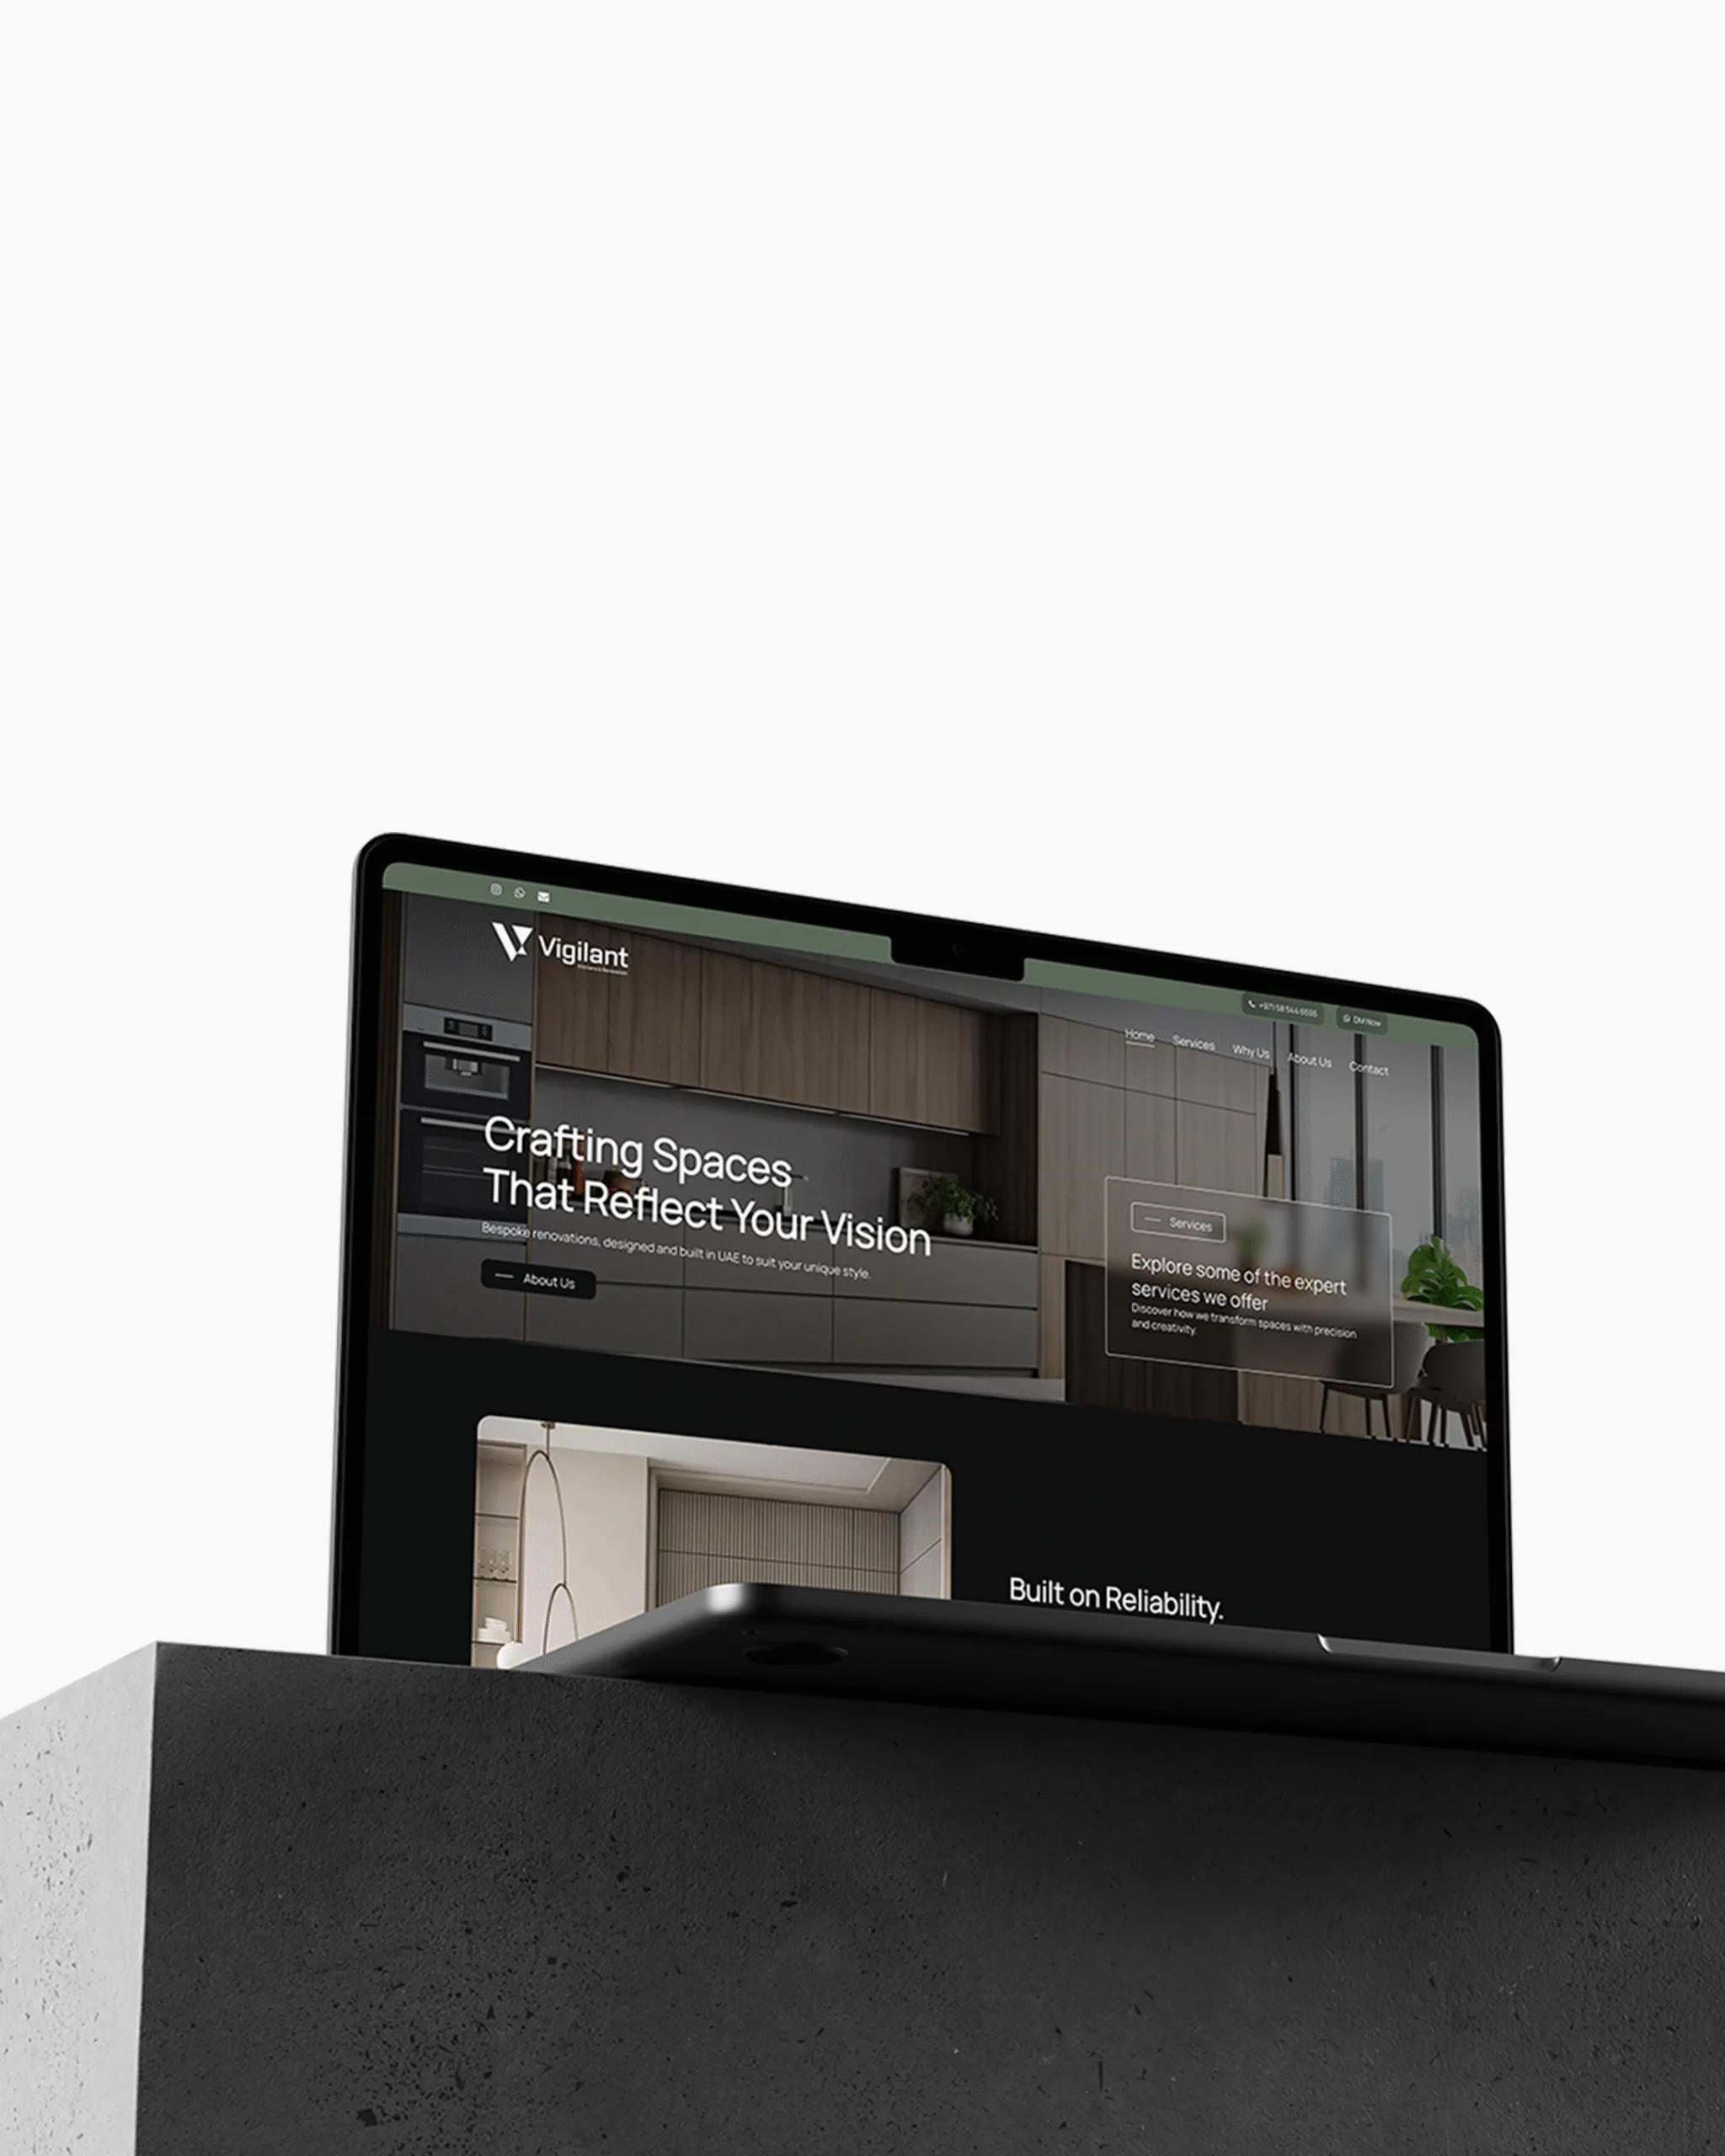 Vigilant
+971 58 544 6555
DM Now
Home Services Why Us About Us Contact
Crafting Spaces
That Reflect Your Vision
Bespoke renovations, designed and built in UAE to suit your unique style.
About Us
Services
Explore some of the expert
services we offer
Discover how we transform spaces with precision
and creativity.
Built on Reliability.